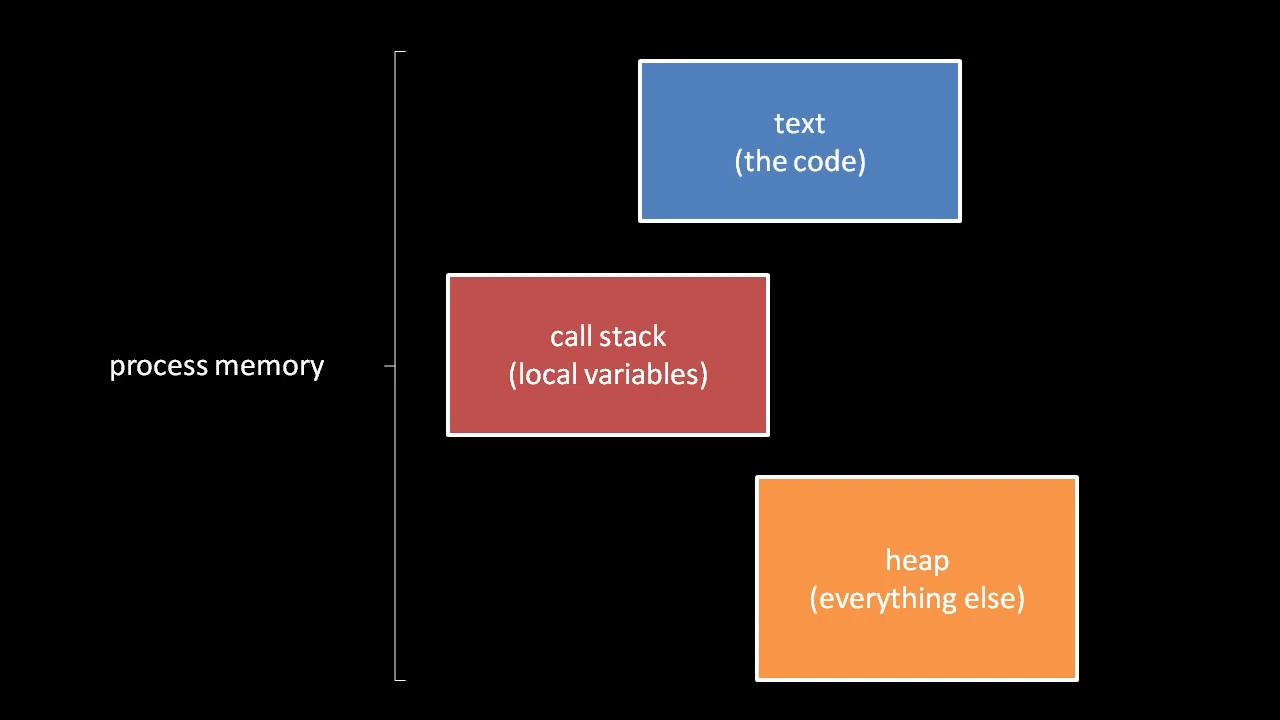 text
(the code)
call stack
(local variables)
process memory
heap
(everything else)